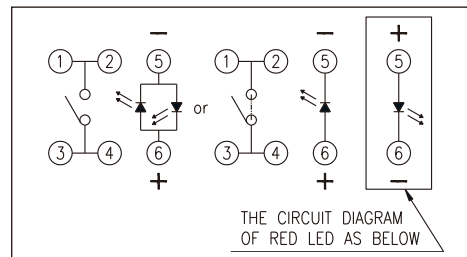 − − +
1 2 5 1 2 5 5
or
3 4 6 3 4 6 6
+ + −
THE CIRCUIT DIAGRAM
OF RED LED AS BELOW